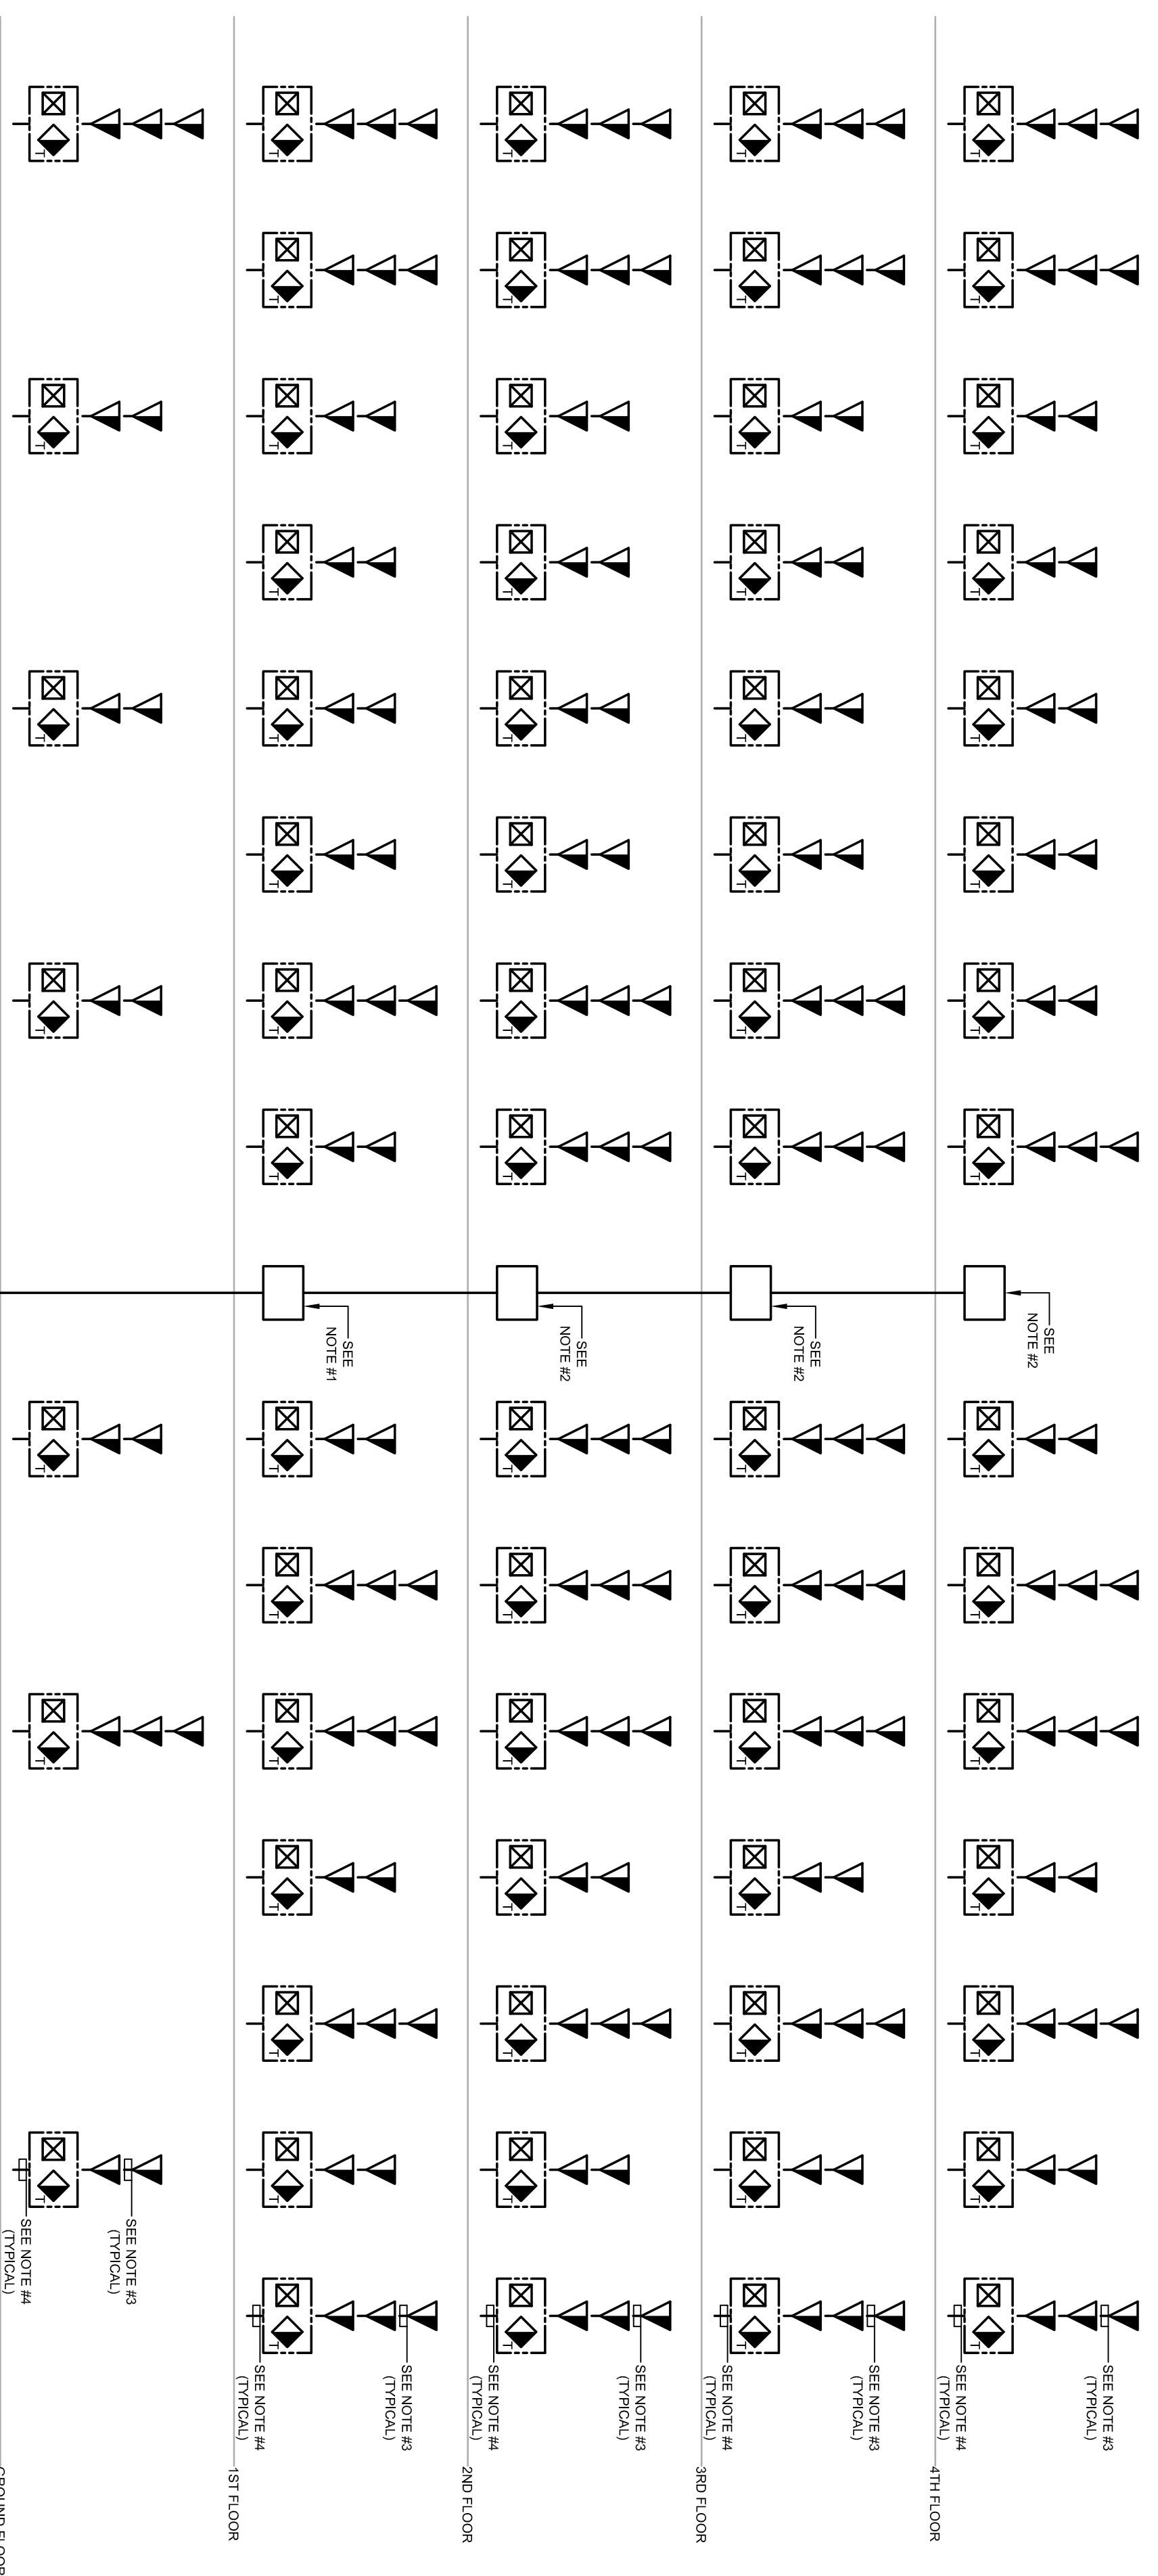 SEE NOTE #3
(TYPICAL)
SEE
NOTE #2
T T T T T T T T T T T T T T T
SEE NOTE #4
(TYPICAL)
4TH FLOOR
SEE NOTE #3
(TYPICAL)
SEE
NOTE #2
T T T T T T T T T T T T T T T
SEE NOTE #4
(TYPICAL)
3RD FLOOR
SEE NOTE #3
(TYPICAL)
SEE
NOTE #2
T T T T T T T T T T T T T T T
SEE NOTE #4
(TYPICAL)
2ND FLOOR
SEE NOTE #3
(TYPICAL)
SEE
NOTE #1
T T T T T T T T T T T T T T T
SEE NOTE #4
(TYPICAL)
1ST FLOOR
SEE NOTE #3
(TYPICAL)
T T T T T T T
SEE NOTE #4
(TYPICAL)
GROUND FLOOR